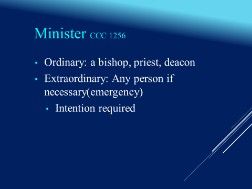 Minister CCC 1256
• Ordinary: a bishop, priest, deacon
• Extraordinary: Any person if
necessary(emergency)
• Intention required